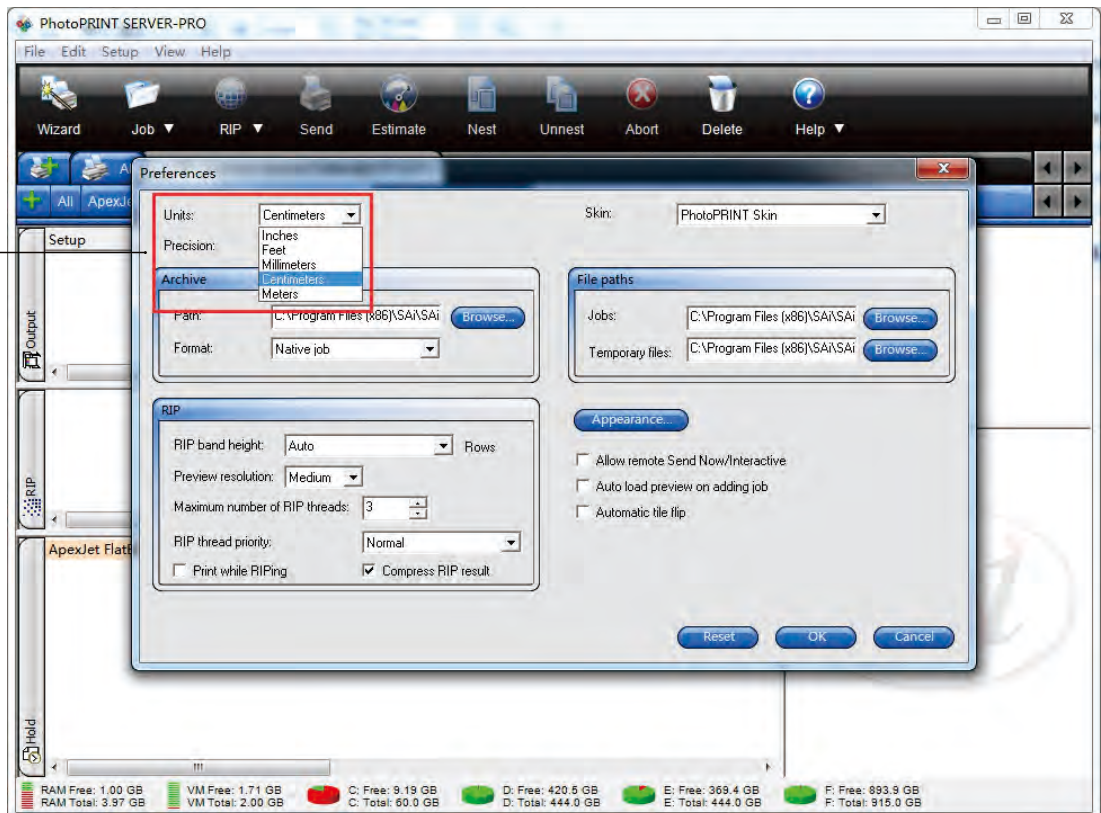 PhotoPRINT SERVER-PRO
File Edit Setup View Help
Wizard Job RIP Send Estimate Nest Unnest Abort Delete Help
Preferences
All ApexJe
Units: Centimeters
Skin: PhotoPRINT Skin
Inches
Precision:
Feet
Millimeters
Centimeters
Meters
Setup
Archive
Path: C:\Program Files (x86)\SAi\SAi Browse...
Format: Native job
File paths
Jobs: C:\Program Files (x86)\SAi\SAi Browse...
Temporary files: C:\Program Files (x86)\SAi\SAi Browse...
Output
RIP
RIP band height: Auto Rows
Preview resolution: Medium
Maximum number of RIP threads: 3
RIP thread priority: Normal
Print while RIPing Compress RIP result
Appearance...
Allow remote Send Now/Interactive
Auto load preview on adding job
Automatic tile flip
RIP
ApexJet FlatB
Reset OK Cancel
Hold
RAM Free: 1.00 GB VM Free: 1.71 GB C: Free: 9.19 GB D: Free: 420.5 GB E: Free: 369.4 GB F: Free: 893.9 GB
RAM Total: 3.97 GB VM Total: 2.00 GB C: Total: 60.0 GB D: Total: 444.0 GB E: Total: 444.0 GB F: Total: 915.0 GB